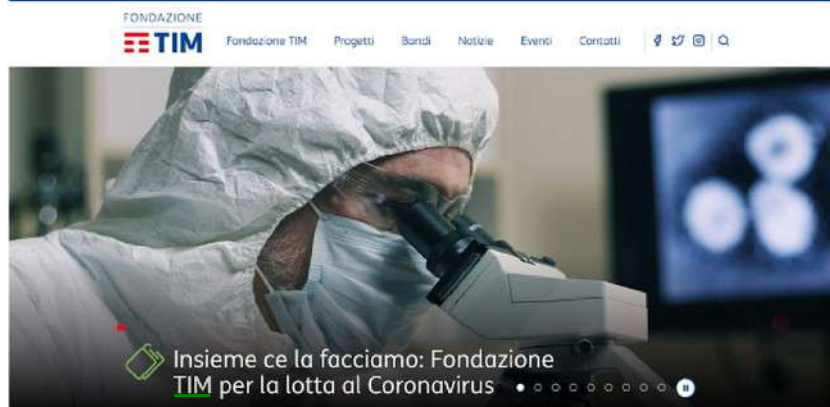 FONDAZIONE
TIM
Fondazione TIM Progetti Bandi Notizie Eventi Contatti
Insieme ce la facciamo: Fondazione
TIM per la lotta al Coronavirus